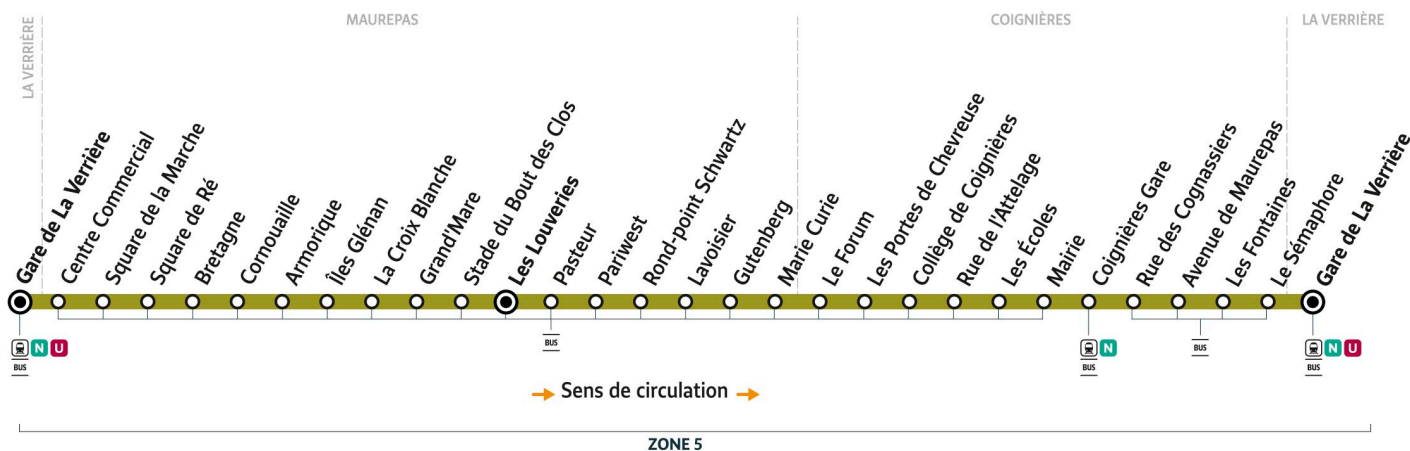 LA VERRIÈRE
MAUREPAS
COIGNIÈRES
LA VERRIÈRE
Gare de La Verrière
Centre Commercial
Square de la Marche
Square de Ré
Bretagne
Cornouaille
Armorique
Îles Glénan
La Croix Blanche
Grand'Mare
Stade du Bout des Clos
Les Louveries
Pasteur
Pariwest
Rond-point Schwartz
Lavoisier
Gutenberg
Marie Curie
Le Forum
Les Portes de Chevreuse
Collège de Coignières
Rue de l'Attelage
Les Écoles
Mairie
Coignières Gare
Rue des Cognassiers
Avenue de Maurepas
Les Fontaines
Le Sémaphore
Gare de La Verrière
N U
BUS
BUS
N
BUS
BUS
N U
BUS
Sens de circulation
ZONE 5